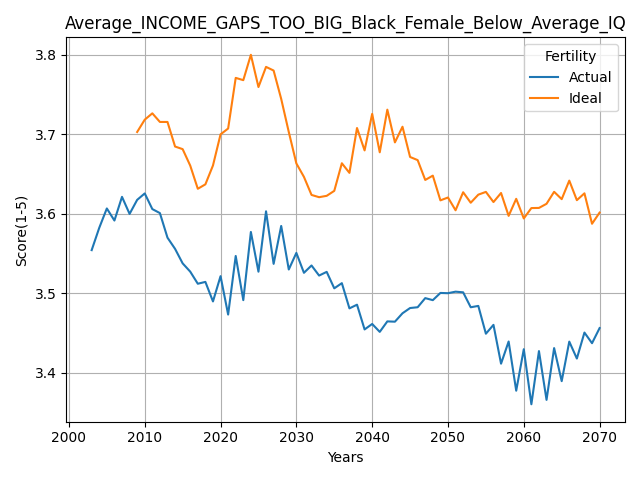 Average_INCOME_GAPS_TOO_BIG_Black_Female_Below_Average_IQ
Fertility
Actual
Ideal
Score(1-5)
3.8
3.7
3.6
3.5
3.4
2000 2010 2020 2030 2040 2050 2060 2070
Years